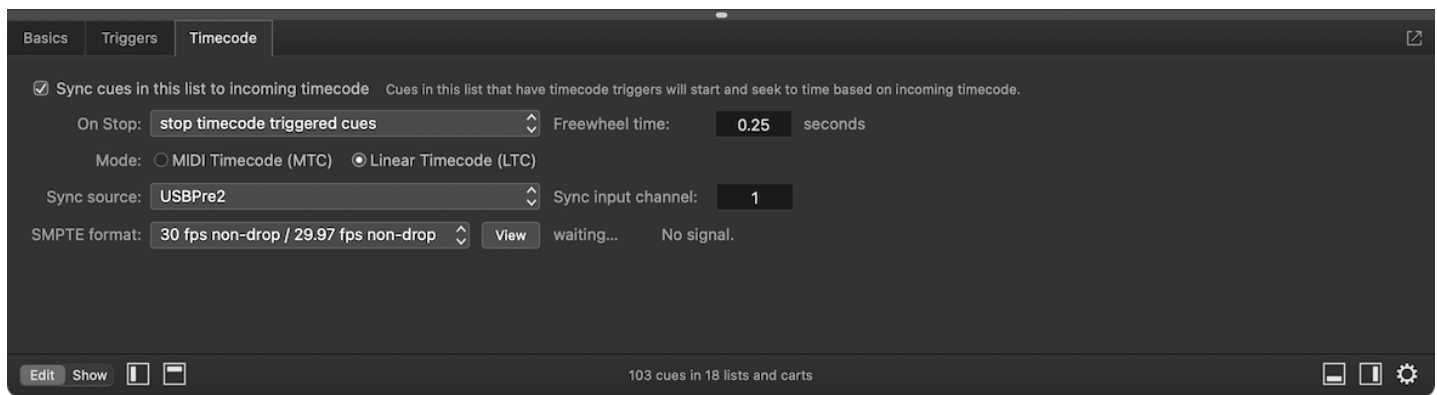 Basics Triggers Timecode
Sync cues in this list to incoming timecode Cues in this list that have timecode triggers will start and seek to time based on incoming timecode.
On Stop: stop timecode triggered cues Freewheel time: 0.25 seconds
Mode: MIDI Timecode (MTC) Linear Timecode (LTC)
Sync source: USBPre2 Sync input channel: 1
SMPTE format: 30 fps non-drop / 29.97 fps non-drop View waiting... No signal.
Edit Show 103 cues in 18 lists and carts